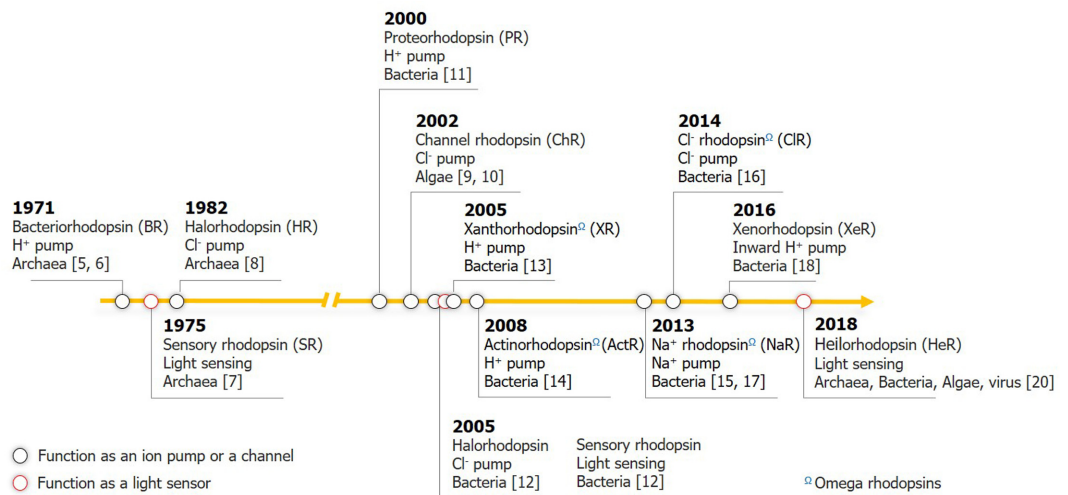 2000
Proteorhodopsin (PR)
H⁺ pump
Bacteria [11]
2002
Channel rhodopsin (ChR)
Cl⁻ pump
Algae [9, 10]
2014
Cl⁻ rhodopsinΩ (ClR)
Cl⁻ pump
Bacteria [16]
1971
Bacteriorhodopsin (BR)
H⁺ pump
Archaea [5, 6]
1982
Halorhodopsin (HR)
Cl⁻ pump
Archaea [8]
2005
XanthorhodopsinΩ (XR)
H⁺ pump
Bacteria [13]
2016
Xenorhodopsin (XeR)
Inward H⁺ pump
Bacteria [18]
1975
Sensory rhodopsin (SR)
Light sensing
Archaea [7]
2008
ActinorhodopsinΩ (ActR)
H⁺ pump
Bacteria [14]
2013
Na⁺ rhodopsinΩ (NaR)
Na⁺ pump
Bacteria [15, 17]
2018
Heilorhodopsin (HeR)
Light sensing
Archaea, Bacteria, Algae, virus [20]
2005
Halorhodopsin
Cl⁻ pump
Bacteria [12]
Sensory rhodopsin
Light sensing
Bacteria [12]
Function as an ion pump or a channel
Function as a light sensor
Ω Omega rhodopsins